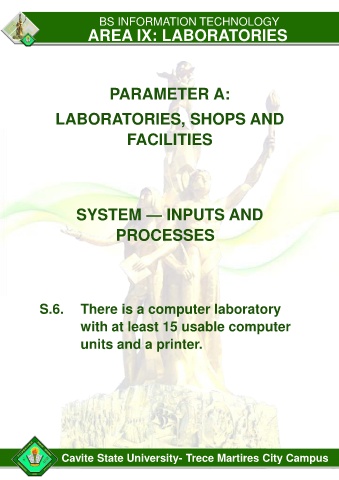 BS INFORMATION TECHNOLOGY
AREA IX: LABORATORIES
PARAMETER A:
LABORATORIES, SHOPS AND
FACILITIES
SYSTEM — INPUTS AND
PROCESSES
S.6. There is a computer laboratory
with at least 15 usable computer
units and a printer.
Cavite State University- Trece Martires City Campus